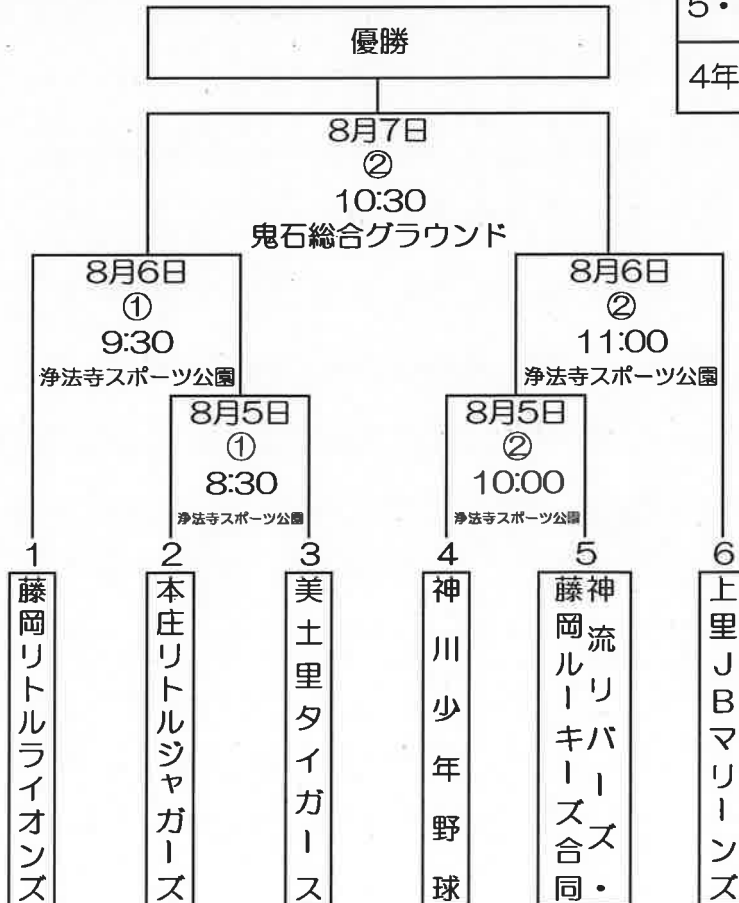 5・
4年
優勝
8月7日
②
10:30
鬼石総合グラウンド
8月6日
①
9:30
浄法寺スポーツ公園
8月6日
②
11:00
浄法寺スポーツ公園
8月5日
①
8:30
浄法寺スポーツ公園
8月5日
②
10:00
浄法寺スポーツ公園
1
2
3
4
5
6
藤岡リトルライオンズ
本庄リトルジャガーズ
美土里タイガース
神川少年野球
神流リバーズ・
藤岡ルーキーズ合同
上里JBマリーンズ